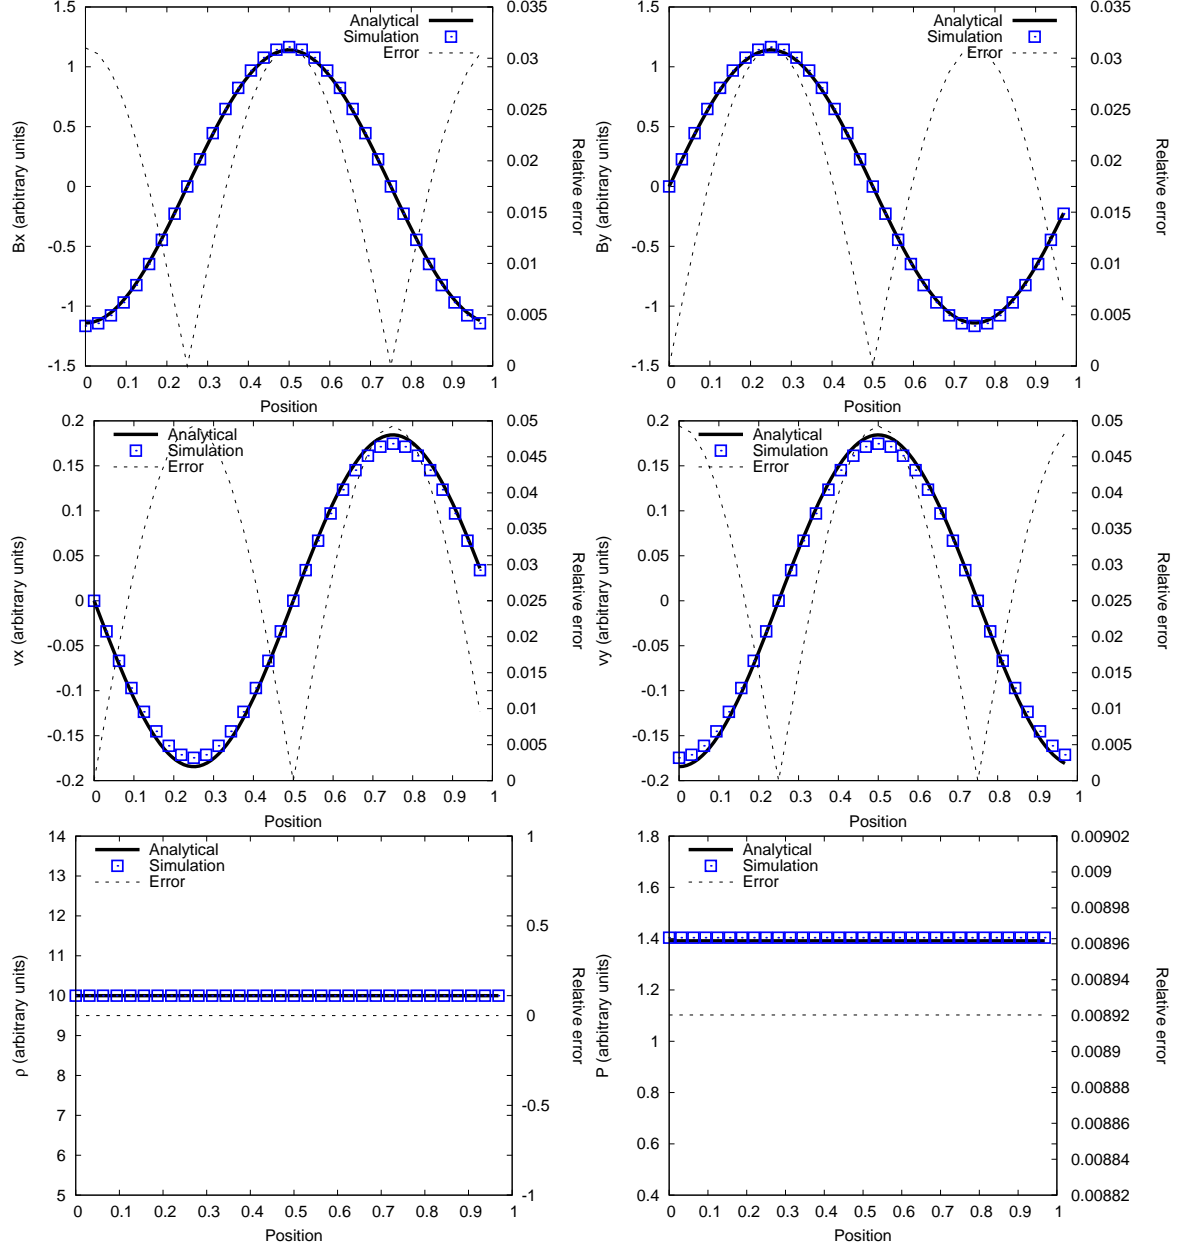 Bx (arbitrary units)
1.5
1
0.5
0
-0.5
-1
-1.5
0 0.1 0.2 0.3 0.4 0.5 0.6 0.7 0.8 0.9 1
Position
0.035
0.03
0.025
0.02
0.015
0.01
0.005
0
Relative error
Analytical
Simulation
Error
By (arbitrary units)
1.5
1
0.5
0
-0.5
-1
-1.5
0 0.1 0.2 0.3 0.4 0.5 0.6 0.7 0.8 0.9 1
Position
0.035
0.03
0.025
0.02
0.015
0.01
0.005
0
Relative error
Analytical
Simulation
Error
vx (arbitrary units)
0.2
0.15
0.1
0.05
0
-0.05
-0.1
-0.15
-0.2
0 0.1 0.2 0.3 0.4 0.5 0.6 0.7 0.8 0.9 1
Position
0.05
0.045
0.04
0.035
0.03
0.025
0.02
0.015
0.01
0.005
0
Relative error
Analytical
Simulation
Error
vy (arbitrary units)
0.2
0.15
0.1
0.05
0
-0.05
-0.1
-0.15
-0.2
0 0.1 0.2 0.3 0.4 0.5 0.6 0.7 0.8 0.9 1
Position
0.05
0.045
0.04
0.035
0.03
0.025
0.02
0.015
0.01
0.005
0
Relative error
Analytical
Simulation
Error
ρ (arbitrary units)
14
13
12
11
10
9
8
7
6
5
0 0.1 0.2 0.3 0.4 0.5 0.6 0.7 0.8 0.9 1
Position
1
0.5
0
-0.5
-1
Relative error
Analytical
Simulation
Error
P (arbitrary units)
1.8
1.6
1.4
1.2
1
0.8
0.6
0.4
0 0.1 0.2 0.3 0.4 0.5 0.6 0.7 0.8 0.9 1
Position
0.00902
0.009
0.00898
0.00896
0.00894
0.00892
0.0089
0.00888
0.00886
0.00884
0.00882
Relative error
Analytical
Simulation
Error